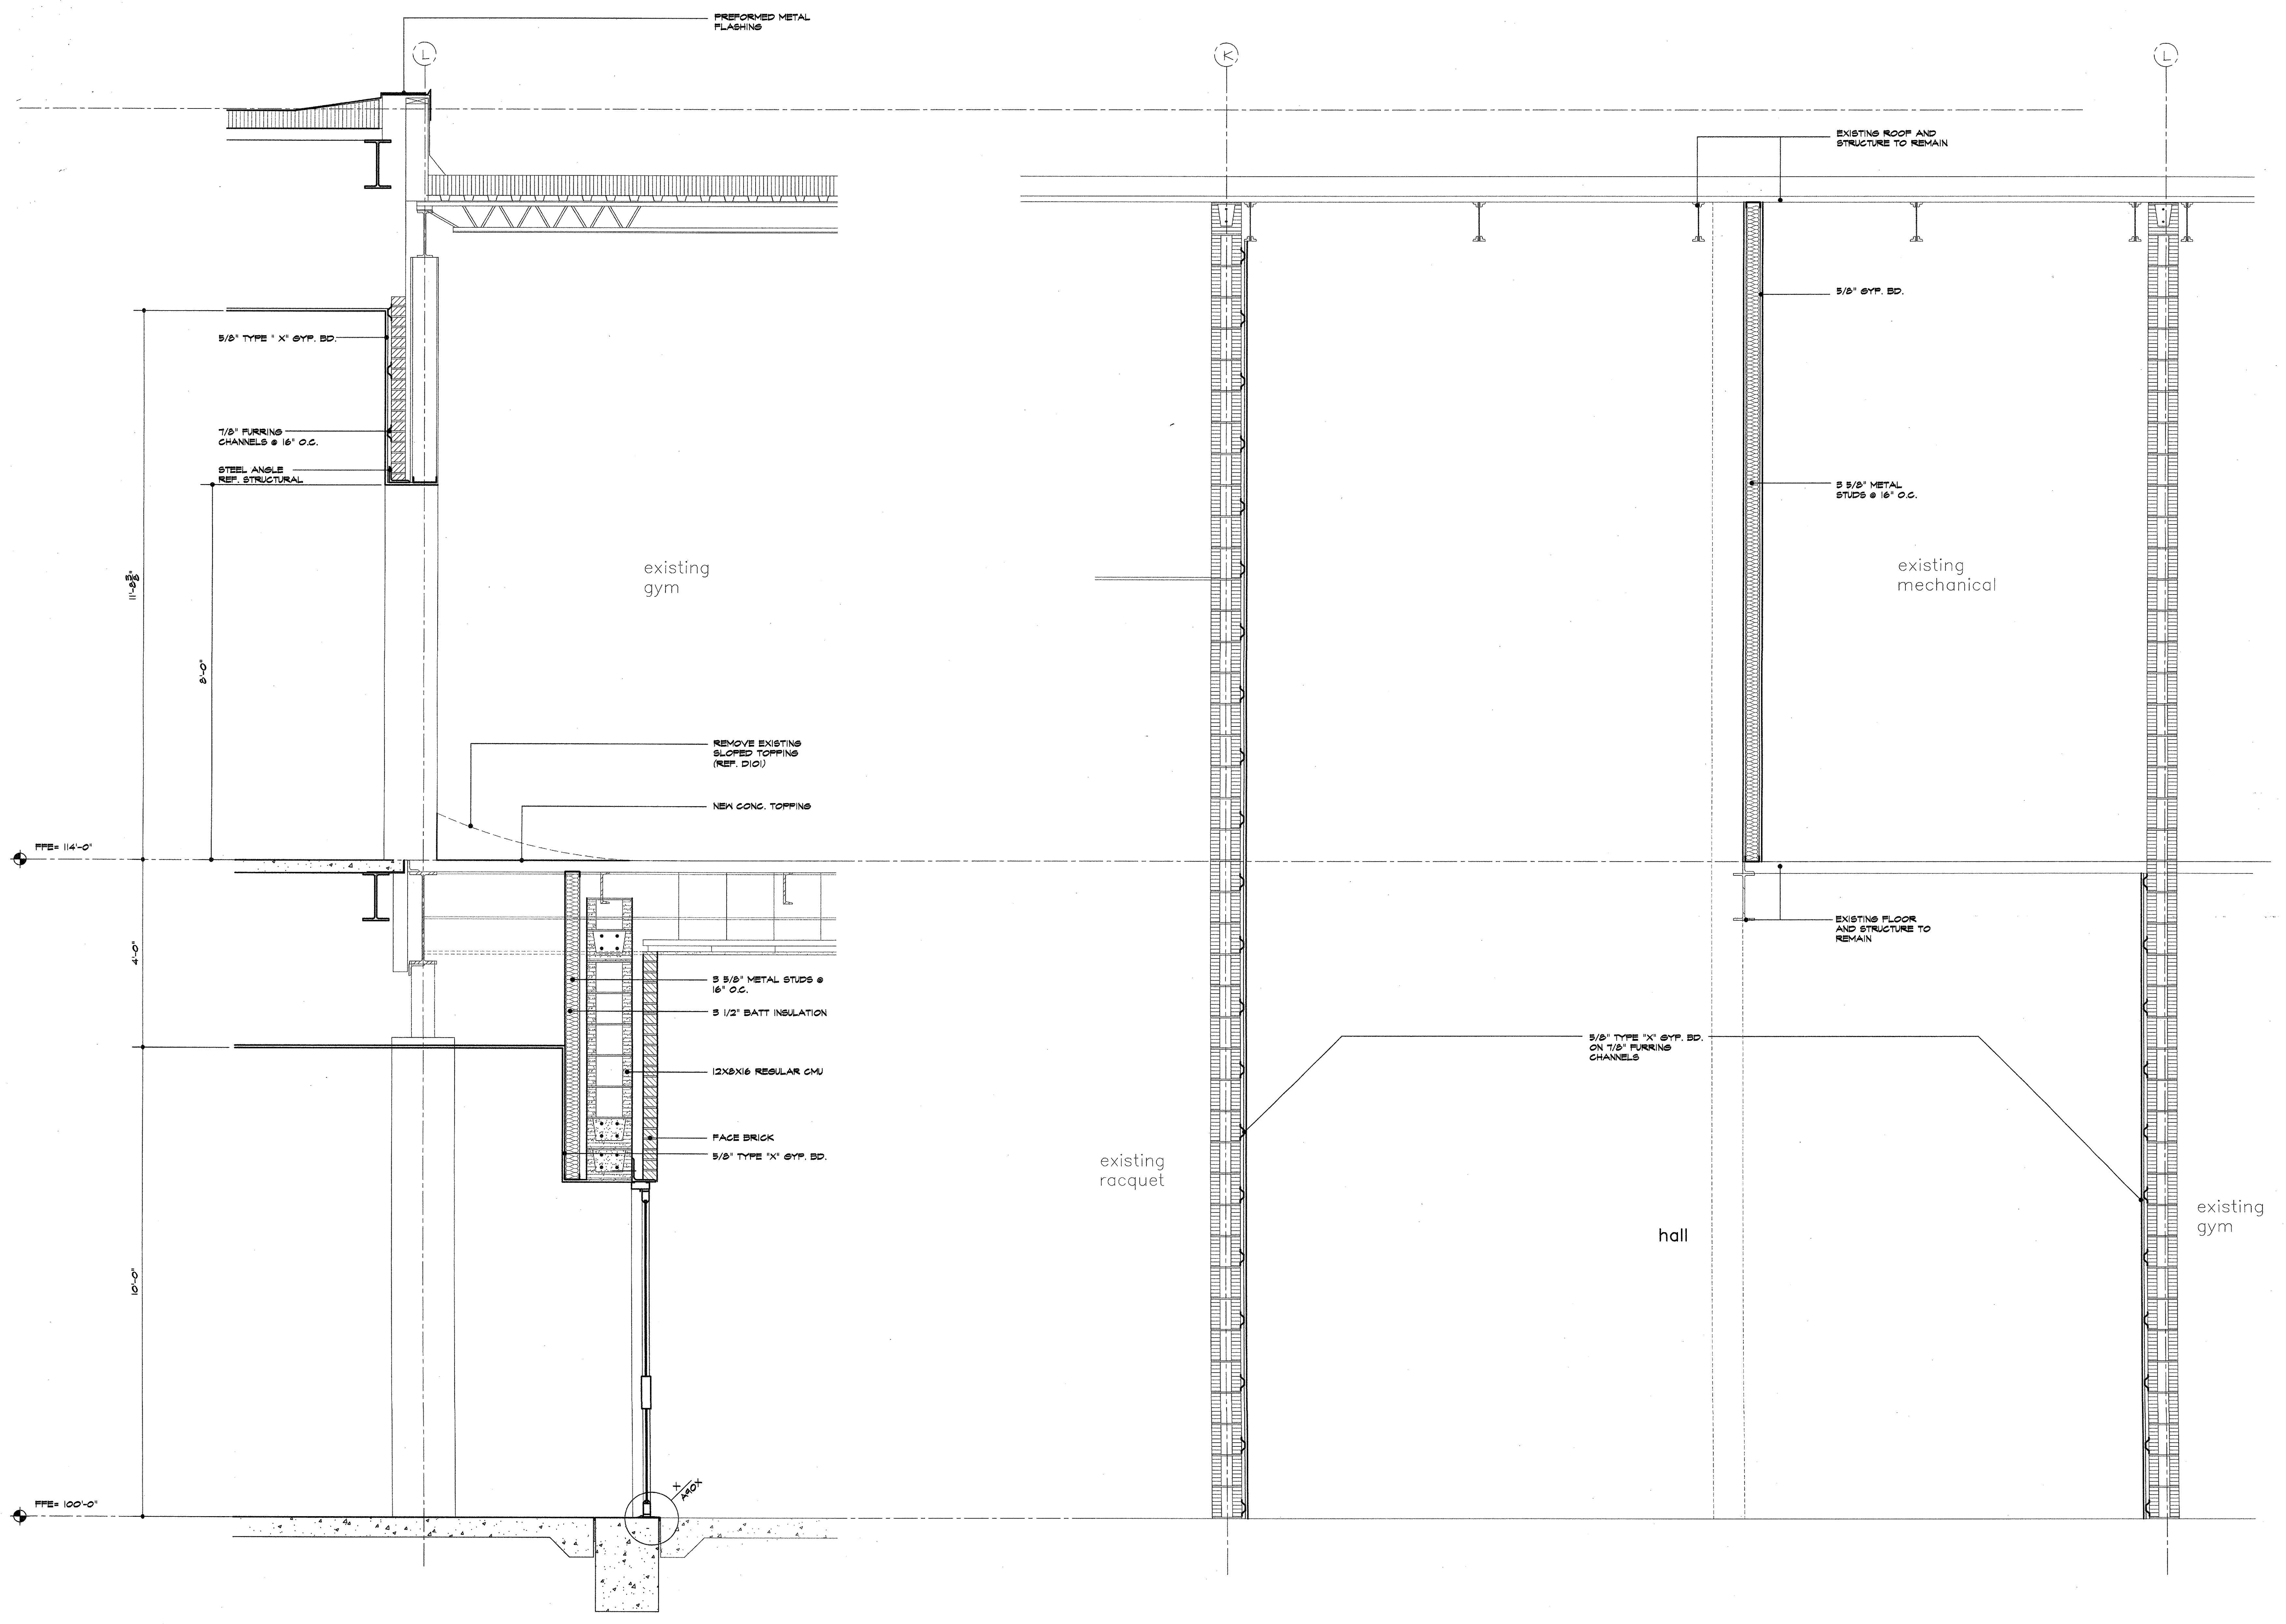 PREFORMED METAL
FLASHING
L
K
L
EXISTING ROOF AND
STRUCTURE TO REMAIN
5/8" GYP. BD.
5/8" TYPE " X" GYP. BD.
7/8" FURRING
CHANNELS @ 16" O.C.
STEEL ANGLE
REF. STRUCTURAL
3 5/8" METAL
STUDS @ 16" O.C.
existing
gym
existing
mechanical
11'-8 5/8"
8'-0"
REMOVE EXISTING
SLOPED TOPPING
(REF. D101)
NEW CONC. TOPPING
FFE= 114'-0"
EXISTING FLOOR
AND STRUCTURE TO
REMAIN
4'-0"
3 5/8" METAL STUDS @
16" O.C.
3 1/2" BATT INSULATION
5/8" TYPE "X" GYP. BD.
ON 7/8" FURRING
CHANNELS
12X8X16 REGULAR CMU
FACE BRICK
5/8" TYPE "X" GYP. BD.
existing
racquet
existing
gym
hall
10'-0"
X
A9.0X
FFE= 100'-0"